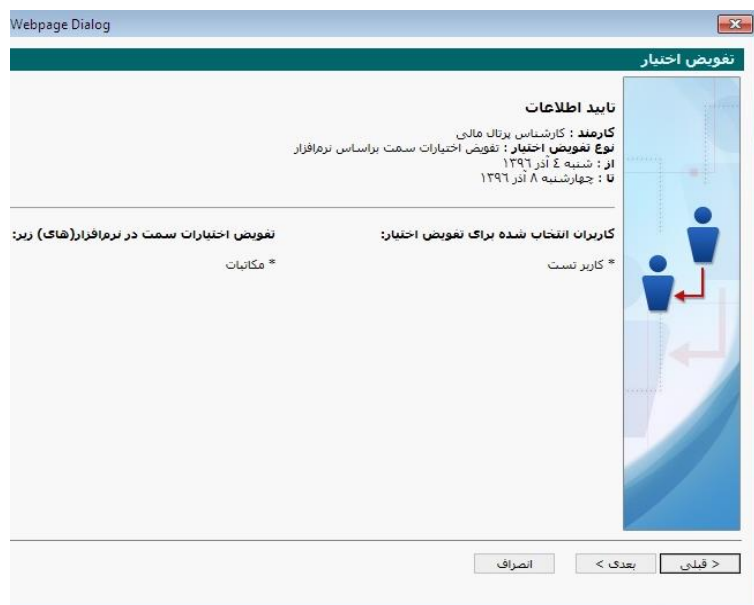 Webpage Dialog
تفویض اختیار
تایید اطلاعات
کارمند : کارشناس پرتال مالی
نوع تفویض اختیار : تفویض اختیارات سمت براساس نرم‌افزار
از : شنبه ٤ آذر ١٣٩٦
تا : چهارشنبه ٨ آذر ١٣٩٦
کاربران انتخاب شده برای تفویض اختیار:
* کاربر تست
تفویض اختیارات سمت در نرم‌افزار(های) زیر:
* مکاتبات
< قبلی
بعدی >
انصراف